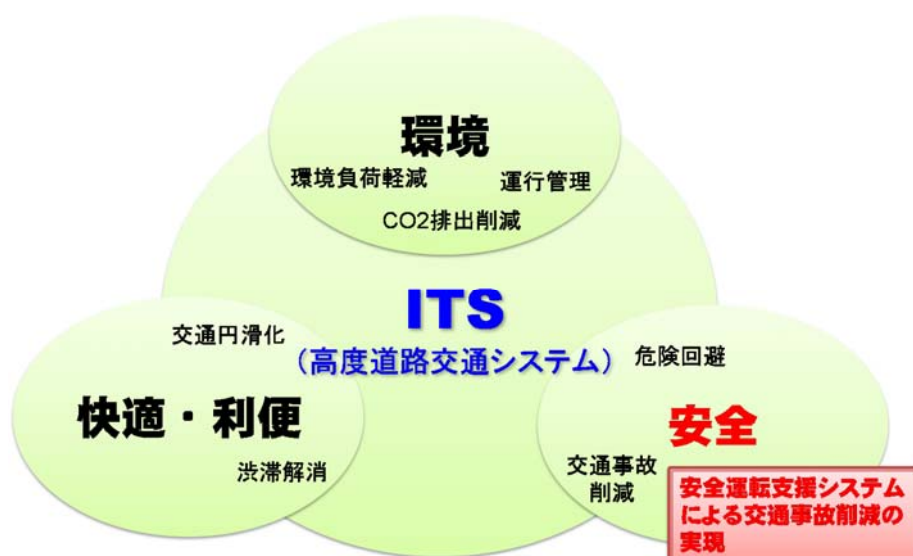 環境
環境負荷軽減
運行管理
CO2排出削減
ITS
（高度道路交通システム）
交通円滑化
快適・利便
渋滞解消
危険回避
安全
交通事故
削減
安全運転支援システム
による交通事故削減の
実現